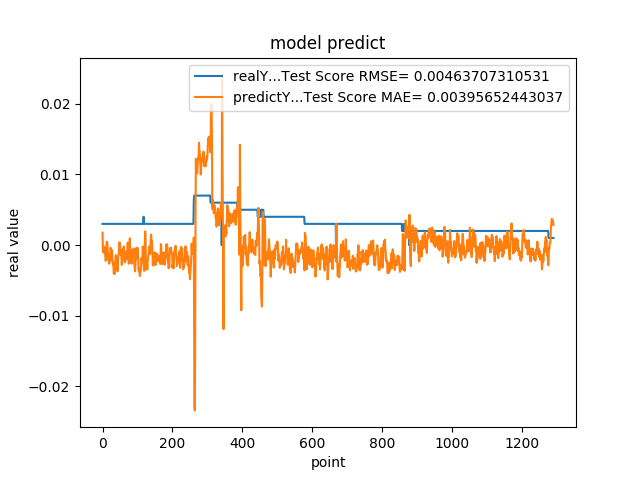 model predict
realY...Test Score RMSE= 0.00463707310531
predictY...Test Score MAE= 0.00395652443037
real value
0.02
0.01
0.00
−0.01
−0.02
0 200 400 600 800 1000 1200
point